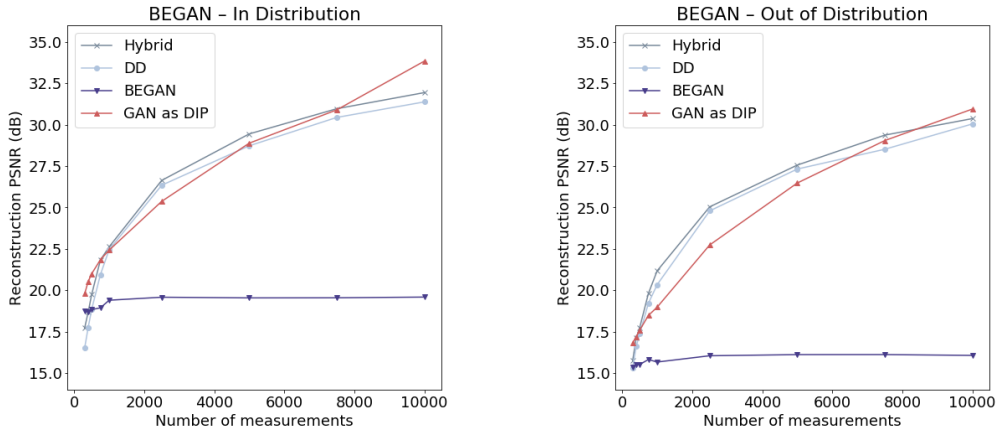 BEGAN – In Distribution
35.0
32.5
30.0
27.5
25.0
22.5
20.0
17.5
15.0
Reconstruction PSNR (dB)
Hybrid
DD
BEGAN
GAN as DIP
0 2000 4000 6000 8000 10000
Number of measurements
BEGAN – Out of Distribution
35.0
32.5
30.0
27.5
25.0
22.5
20.0
17.5
15.0
Reconstruction PSNR (dB)
Hybrid
DD
BEGAN
GAN as DIP
0 2000 4000 6000 8000 10000
Number of measurements